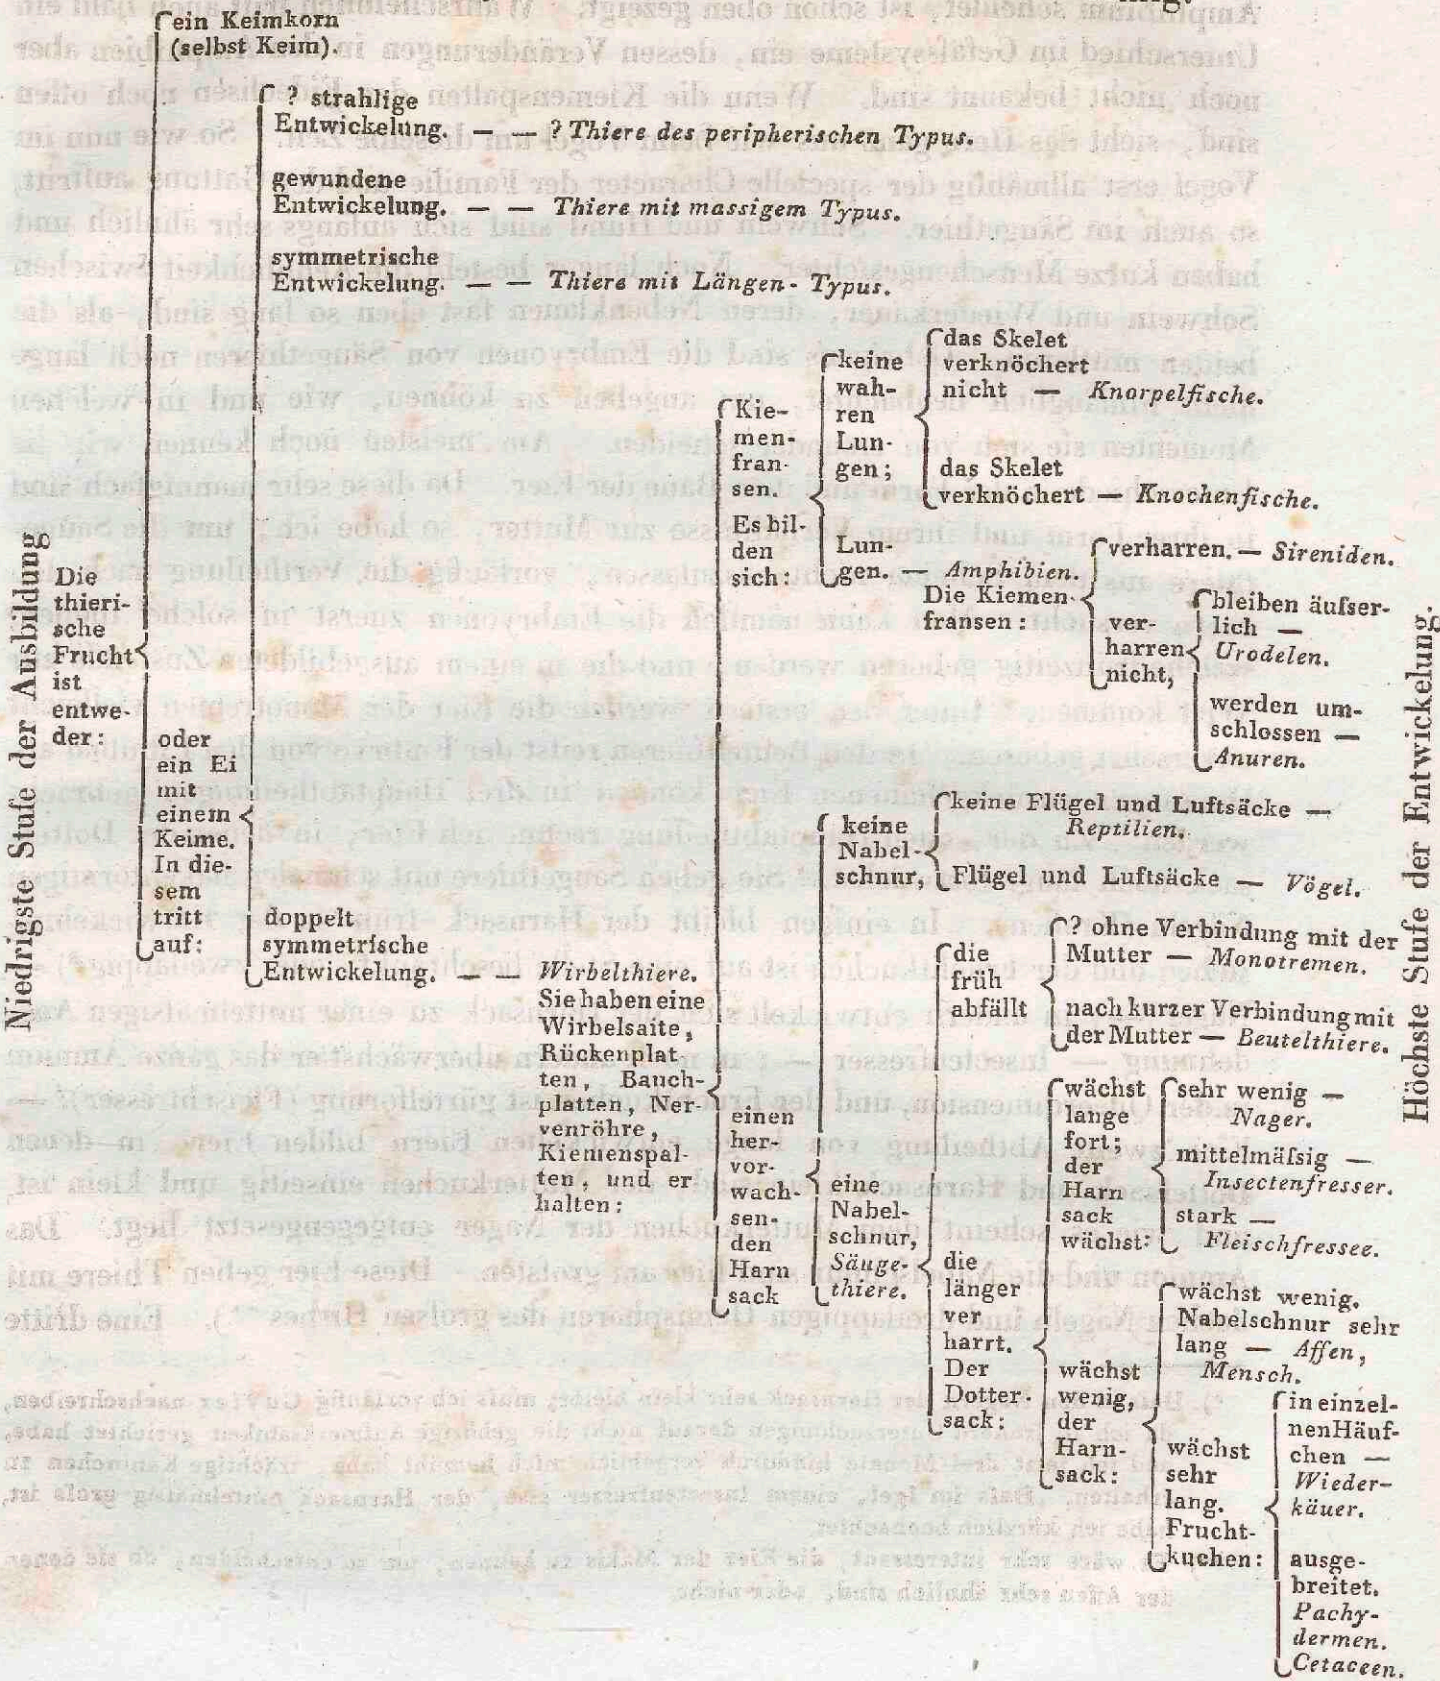 Niedrigste Stufe der Ausbildung
Die
thieri-
sche
Frucht
ist
entwe-
der:
ein Keimkorn
(selbst Keim).
oder
ein Ei
mit
einem
Keime.
In die-
sem
tritt
auf:
? strahlige
Entwickelung. — — ? Thiere des peripherischen Typus.
gewundene
Entwickelung. — — Thiere mit massigem Typus.
symmetrische
Entwickelung. — — Thiere mit Längen-Typus.
doppelt
symmetrische
Entwickelung. — — Wirbelthiere.
Sie haben eine
Wirbelsaite,
Rückenplat-
ten, Bauch-
platten, Ner-
venröhre,
Kiemenspal-
ten, und er
halten:
Kie-
men-
fran-
sen.
Es bil-
den
sich:
keine
wah-
ren
Lun-
gen;
das Skelet
verknöchert
nicht — Knorpelfische.
das Skelet
verknöchert — Knochenfische.
Lun-
gen. — Amphibien.
Die Kiemen-
fransen:
verharren. — Sireniden.
ver-
harren
nicht,
bleiben äuſser-
lich —
Urodelen.
werden um-
schlossen —
Anuren.
einen
her-
vor-
wach-
sen-
den
Harn
sack
keine
Nabel-
schnur,
keine Flügel und Luftsäcke —
Reptilien.
Flügel und Luftsäcke — Vögel.
eine
Nabel-
schnur,
Säuge-
thiere.
die
früh
abfällt
? ohne Verbindung mit der
Mutter — Monotremen.
nach kurzer Verbindung mit
der Mutter — Beutelthiere.
die
länger
ver
harrt.
Der
Dotter-
sack:
wächst
lange
fort;
der
Harn
sack
wächst:
sehr wenig —
Nager.
mittelmäſsig —
Insectenfresser.
stark —
Fleischfressee.
wächst
wenig,
der
Harn-
sack:
wächst wenig.
Nabelschnur sehr
lang — Affen,
Mensch.
wächst
sehr
lang.
Frucht-
kuchen:
in einzel-
nen Häuf-
chen —
Wieder-
käuer.
ausge-
breitet.
Pachy-
dermen.
Cetaceen.
Höchste Stufe der Entwickelung.